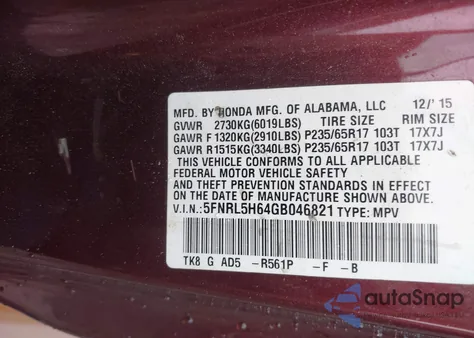 MFD. BY HONDA MFG. OF ALABAMA, LLC 12/'15
GVWR 2730KG(6019LBS) TIRE SIZE RIM SIZE
GAWR F 1320KG(2910LBS) P235/65R17 103T 17X7J
GAWR R1515KG(3340LBS) P235/65R17 103T 17X7J
THIS VEHICLE CONFORMS TO ALL APPLICABLE
FEDERAL MOTOR VEHICLE SAFETY
AND THEFT PREVENTION STANDARDS IN EFFECT
ON THE DATE OF MANUFACTURE SHOWN ABOVE.
V.I.N.: 5FNRL5H64GB046821 TYPE: MPV
TK8 G AD5 -R561P -F -B
autoSnap